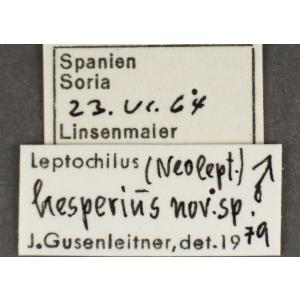 Spanien
Soria
23. VI. 64
Linsenmaier
Leptochilus (Neolept.) ♂
hesperius nov. sp.
J. Gusenleitner, det. 1979